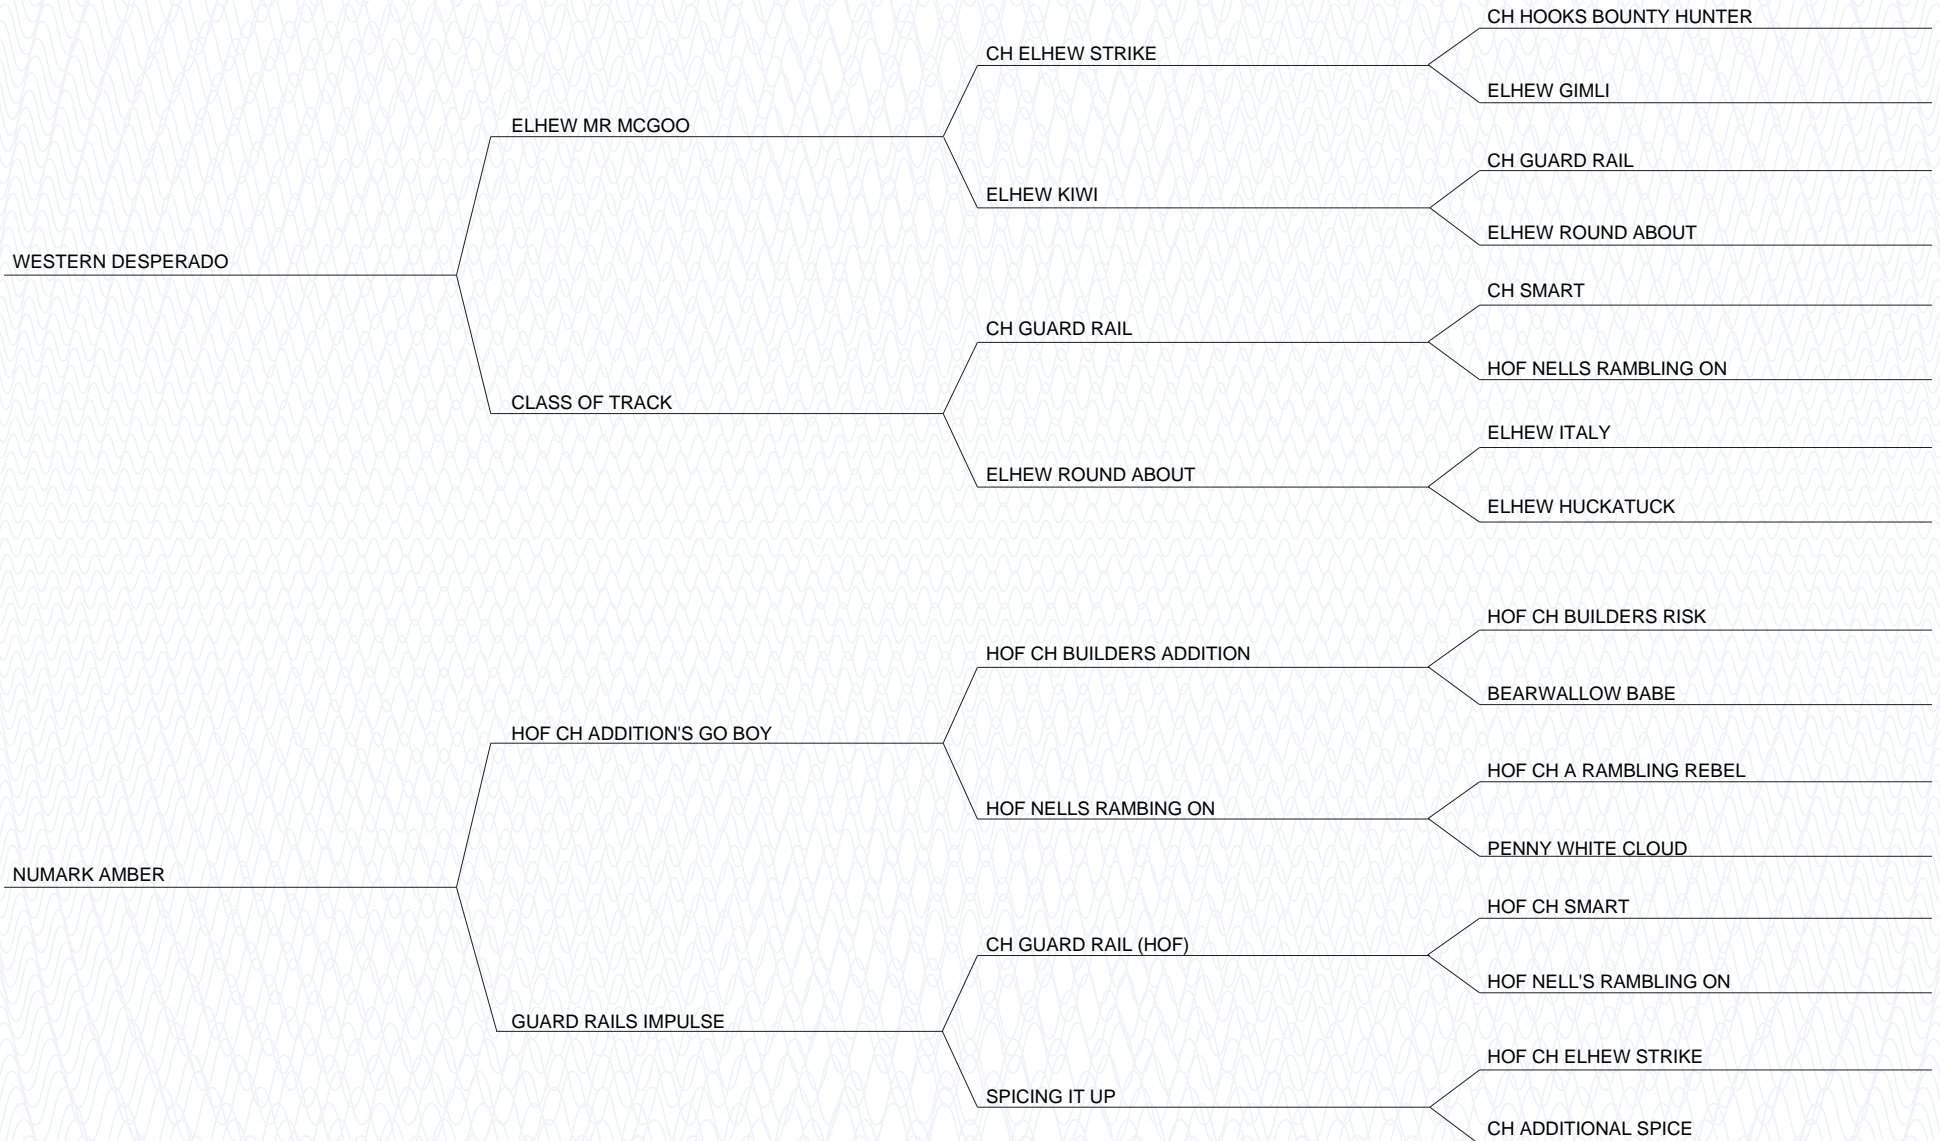 CH HOOKS BOUNTY HUNTER
CH ELHEW STRIKE
ELHEW GIMLI
ELHEW MR MCGOO
CH GUARD RAIL
ELHEW KIWI
ELHEW ROUND ABOUT
WESTERN DESPERADO
CH SMART
CH GUARD RAIL
HOF NELLS RAMBLING ON
CLASS OF TRACK
ELHEW ITALY
ELHEW ROUND ABOUT
ELHEW HUCKATUCK
HOF CH BUILDERS RISK
HOF CH BUILDERS ADDITION
BEARWALLOW BABE
HOF CH ADDITION'S GO BOY
HOF CH A RAMBLING REBEL
HOF NELLS RAMBING ON
PENNY WHITE CLOUD
NUMARK AMBER
HOF CH SMART
CH GUARD RAIL (HOF)
HOF NELL'S RAMBLING ON
GUARD RAILS IMPULSE
HOF CH ELHEW STRIKE
SPICING IT UP
CH ADDITIONAL SPICE